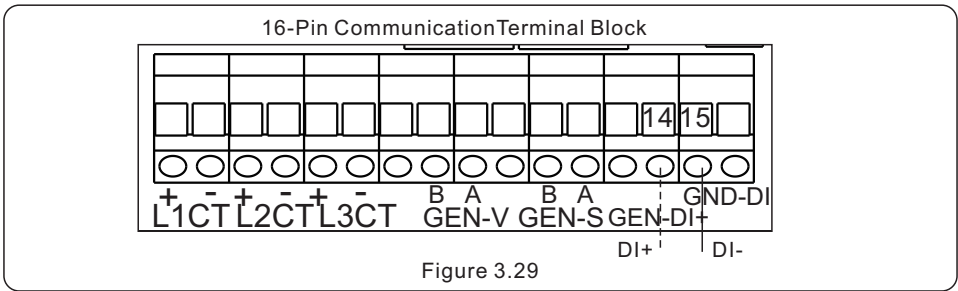 16-Pin CommunicationTerminal Block
14 15
+ - + - + - B A B A GND-DI
L1CT L2CT L3CT GEN-V GEN-S GEN-DI+
DI+ DI-
Figure 3.29